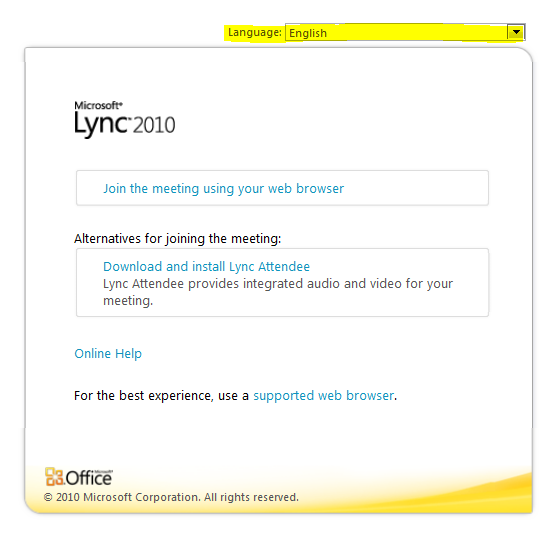 Language: English
Microsoft®
Lync™ 2010
Join the meeting using your web browser
Alternatives for joining the meeting:
Download and install Lync Attendee
Lync Attendee provides integrated audio and video for your
meeting.
Online Help
For the best experience, use a supported web browser.
Microsoft®
Office
© 2010 Microsoft Corporation. All rights reserved.